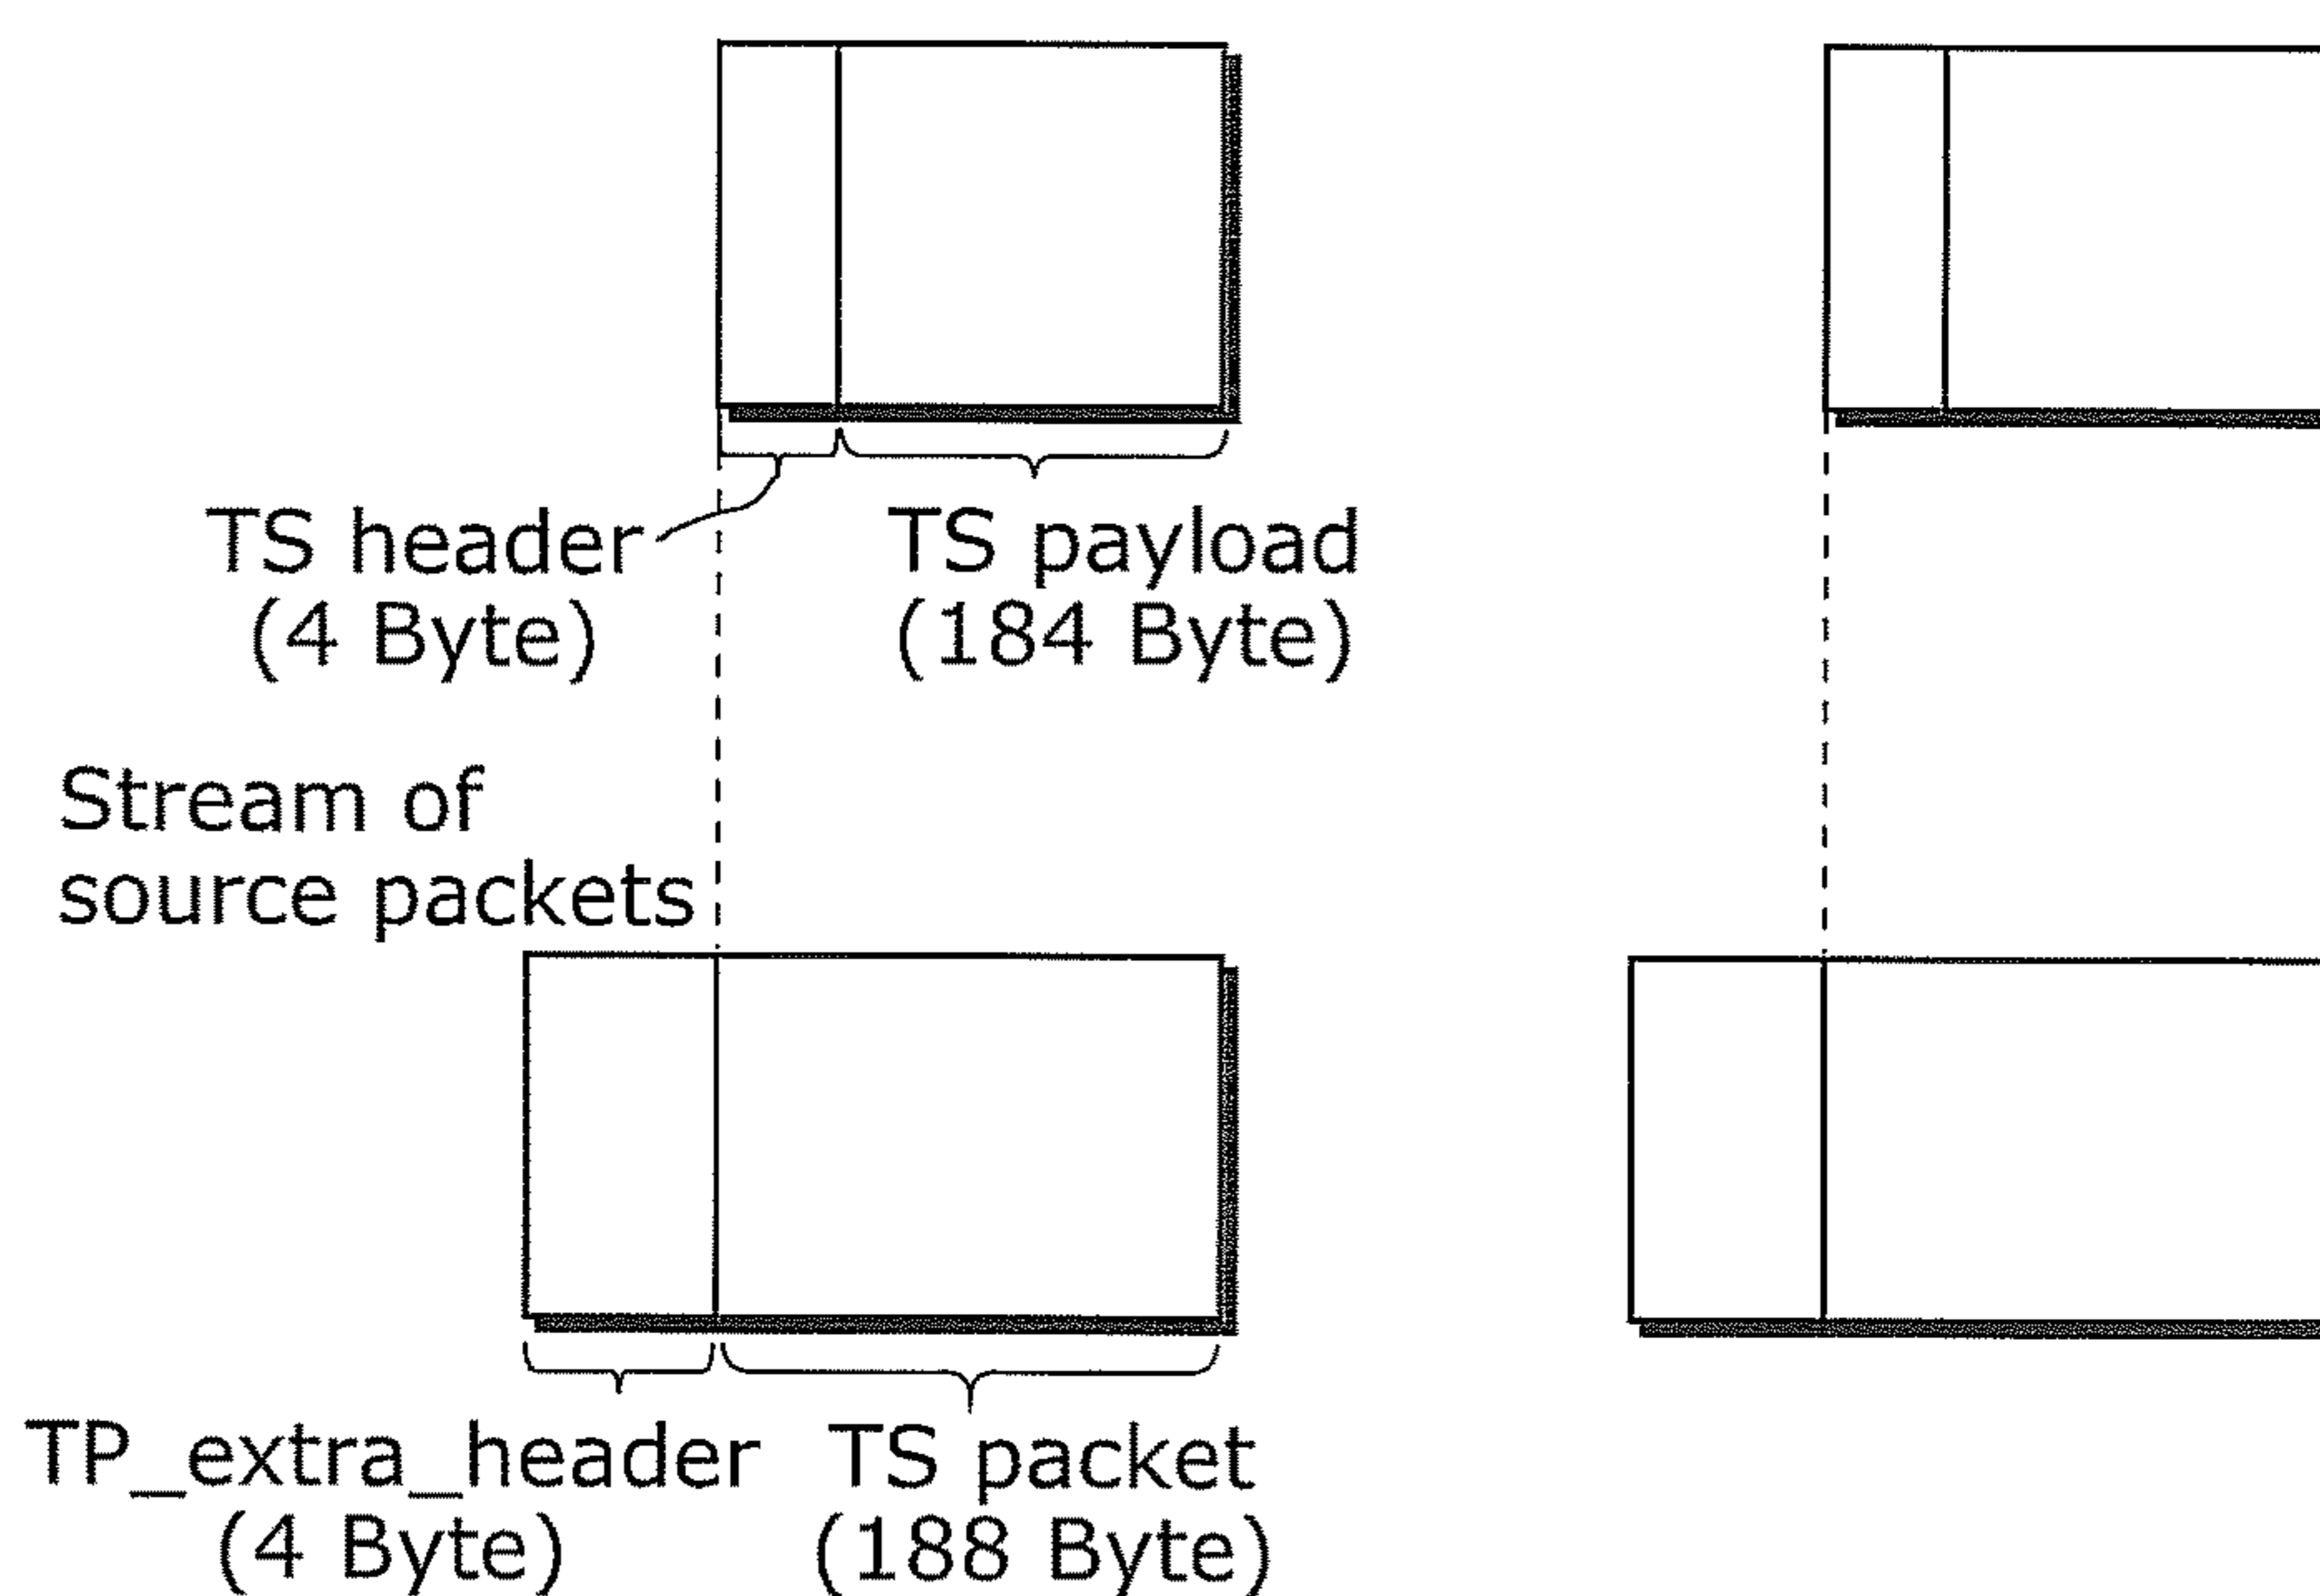 TS header
(4 Byte)
TS payload
(184 Byte)
Stream of
source packets
TP_extra_header
(4 Byte)
TS packet
(188 Byte)